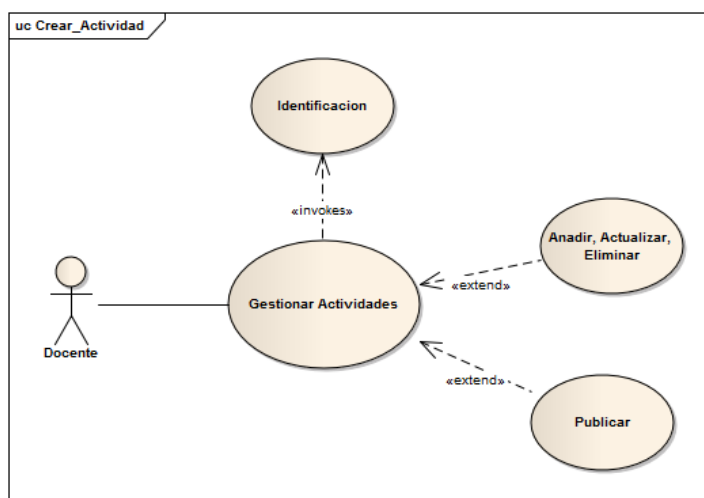 uc Crear_Actividad
Identificacion
«invokes»
Anadir, Actualizar,
Eliminar
«extend»
Gestionar Actividades
Docente
«extend»
Publicar